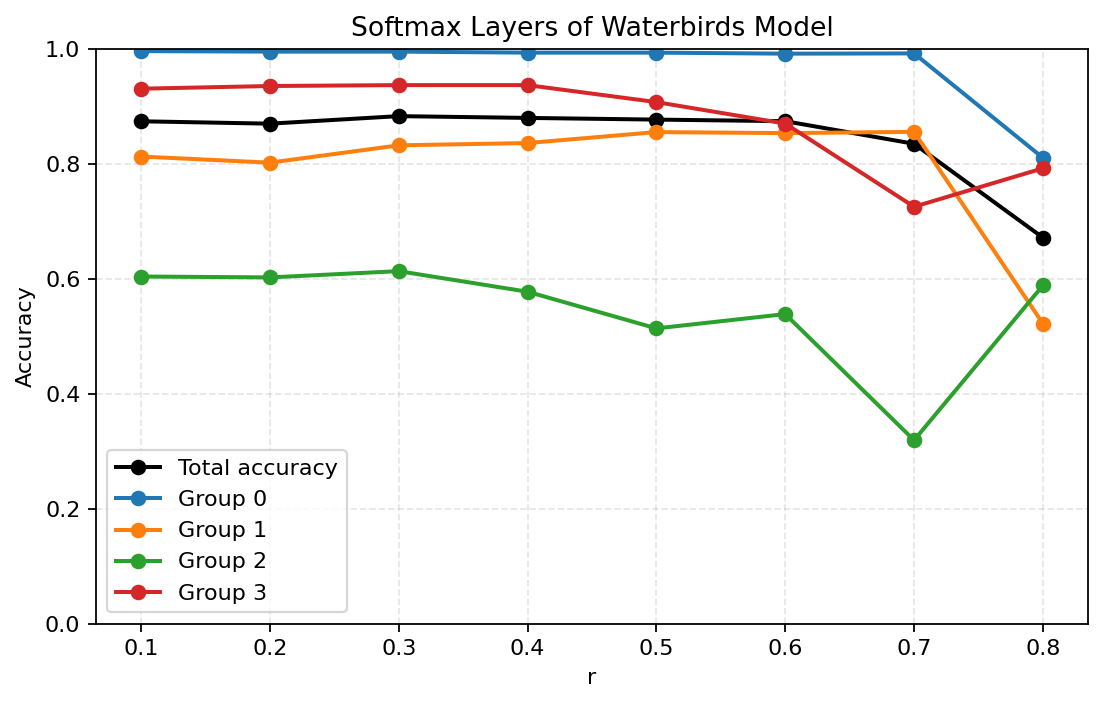 Softmax Layers of Waterbirds Model
1.0
0.8
0.6
0.4
0.2
0.0
Accuracy
Total accuracy
Group 0
Group 1
Group 2
Group 3
0.1 0.2 0.3 0.4 0.5 0.6 0.7 0.8
r